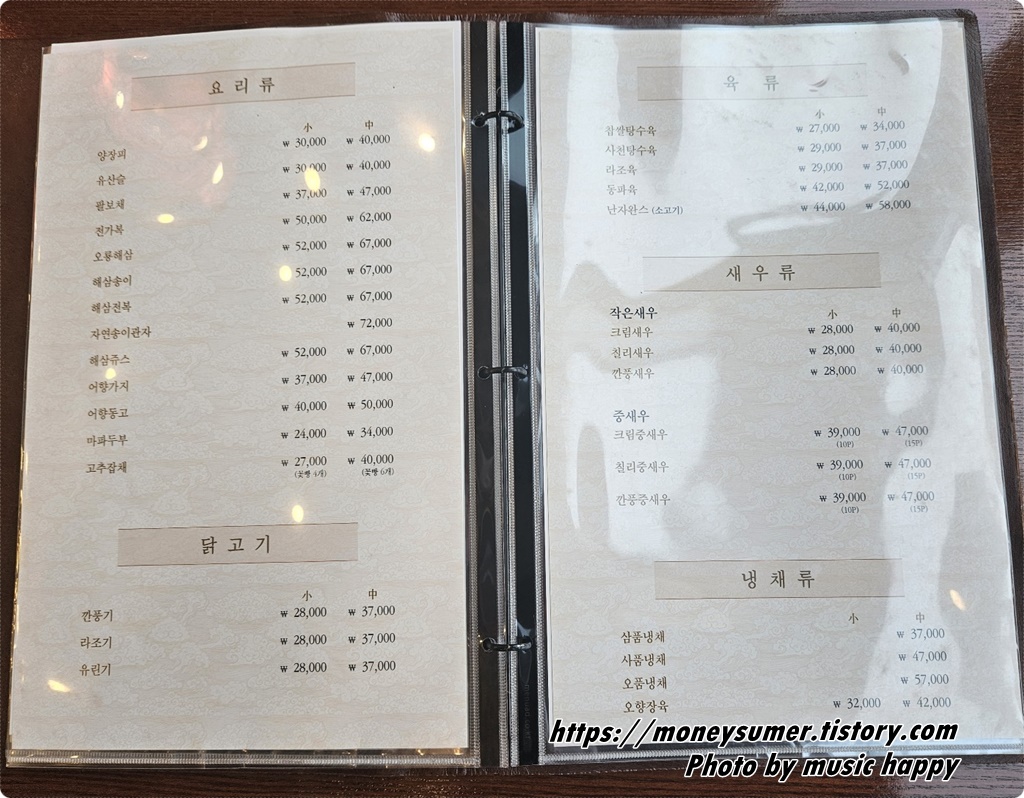 요리류
小 中
양장피 ₩ 30,000 ₩ 40,000
유산슬 ₩ 30,000 ₩ 40,000
팔보채 ₩ 37,000 ₩ 47,000
전가복 ₩ 50,000 ₩ 62,000
오룡해삼 ₩ 52,000 ₩ 67,000
해삼송이 52,000 ₩ 67,000
해삼전복 ₩ 52,000 ₩ 67,000
자연송이관자 ₩ 72,000
해삼쥬스 ₩ 52,000 ₩ 67,000
어향가지 ₩ 37,000 ₩ 47,000
어향동고 ₩ 40,000 ₩ 50,000
마파두부 ₩ 24,000 ₩ 34,000
고추잡채 ₩ 27,000 ₩ 40,000
(꽃빵 4개) (꽃빵 6개)
닭고기
小 中
깐풍기 ₩ 28,000 ₩ 37,000
라조기 ₩ 28,000 ₩ 37,000
유린기 ₩ 28,000 ₩ 37,000
육류
小 中
찹쌀탕수육 ₩ 27,000 ₩ 34,000
사천탕수육 ₩ 29,000 ₩ 37,000
라조육 ₩ 29,000 ₩ 37,000
동파육 ₩ 42,000 ₩ 52,000
난자완스 (소고기) ₩ 44,000 ₩ 58,000
새우류
작은새우 小 中
크림새우 ₩ 28,000 ₩ 40,000
칠리새우 ₩ 28,000 ₩ 40,000
깐풍새우 ₩ 28,000 ₩ 40,000
중새우
크림중새우 ₩ 39,000 ₩ 47,000
(10P) (15P)
칠리중새우 ₩ 39,000 ₩ 47,000
(10P) (15P)
깐풍중새우 ₩ 39,000 ₩ 47,000
(10P) (15P)
냉채류
小 中
삼품냉채 ₩ 37,000
사품냉채 ₩ 47,000
오품냉채 ₩ 57,000
오향장육 ₩ 32,000 ₩ 42,000
https://moneysumer.tistory.com
Photo by music happy